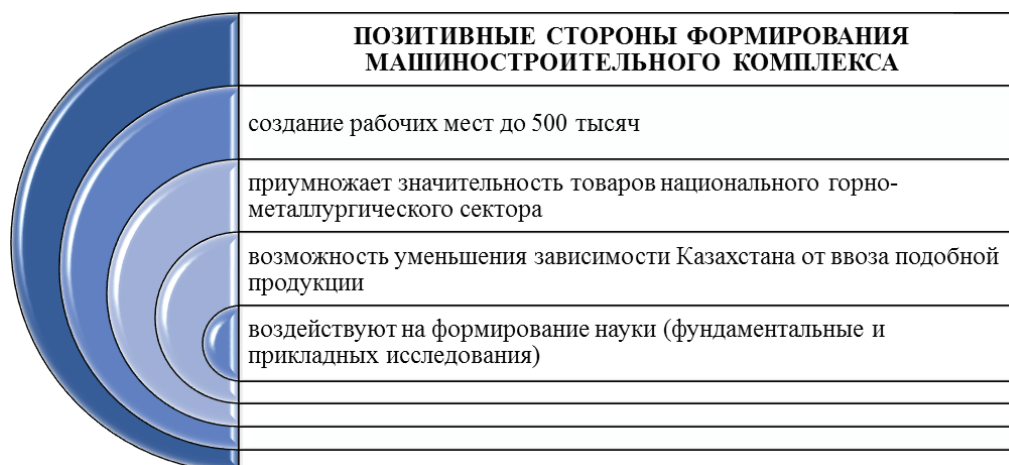 ПОЗИТИВНЫЕ СТОРОНЫ ФОРМИРОВАНИЯ
МАШИНОСТРОИТЕЛЬНОГО КОМПЛЕКСА
создание рабочих мест до 500 тысяч
приумножает значительность товаров национального горно-
металлургического сектора
возможность уменьшения зависимости Казахстана от ввоза подобной
продукции
воздействуют на формирование науки (фундаментальные и
прикладных исследования)